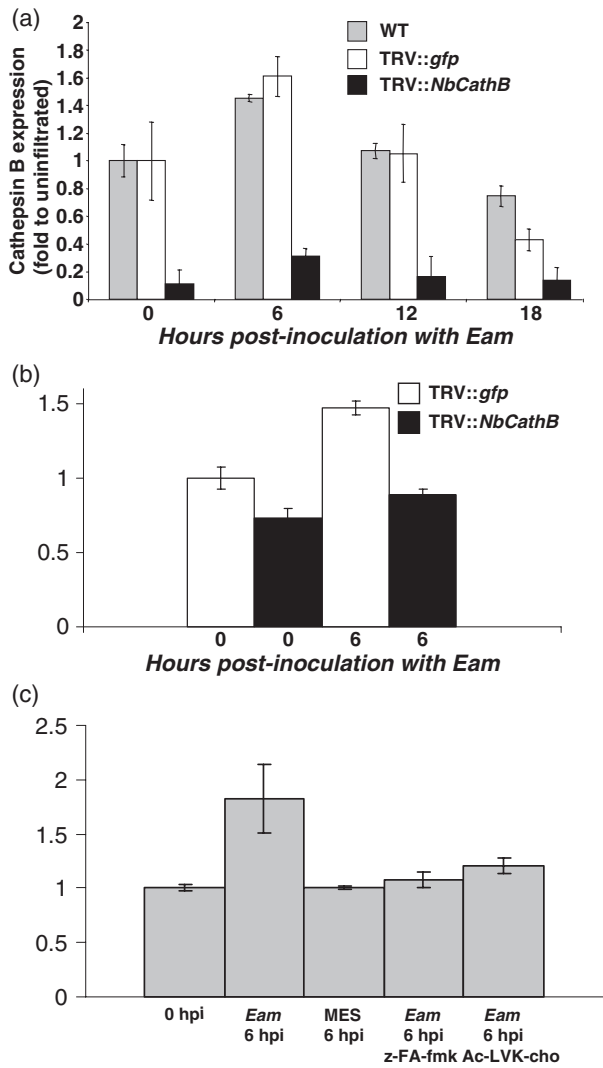 (a)
Cathepsin B expression
(fold to uninfiltrated)
2
1.8
1.6
1.4
1.2
1
0.8
0.6
0.4
0.2
0
WT
TRV::gfp
TRV::NbCathB
0 6 12 18
Hours post-inoculation with Eam
(b)
1.5
1
0.5
0
TRV::gfp
TRV::NbCathB
0 0 6 6
Hours post-inoculation with Eam
(c)
2.5
2
1.5
1
0.5
0
0 hpi Eam MES Eam Eam
6 hpi 6 hpi 6 hpi 6 hpi
z-FA-fmk Ac-LVK-cho